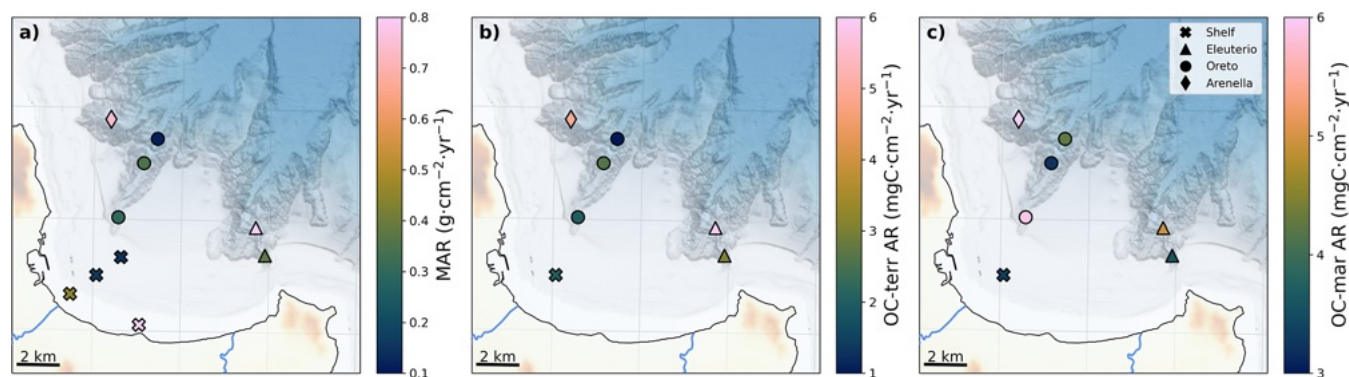 a)
2 km
0.8
0.7
0.6
0.5
0.4
0.3
0.2
0.1
MAR (g·cm⁻²·yr⁻¹)
b)
2 km
6
5
4
3
2
1
OC-terr AR (mgC·cm⁻²·yr⁻¹)
c)
Shelf
Eleuterio
Oreto
Arenella
2 km
6
5
4
3
OC-mar AR (mgC·cm⁻²·yr⁻¹)